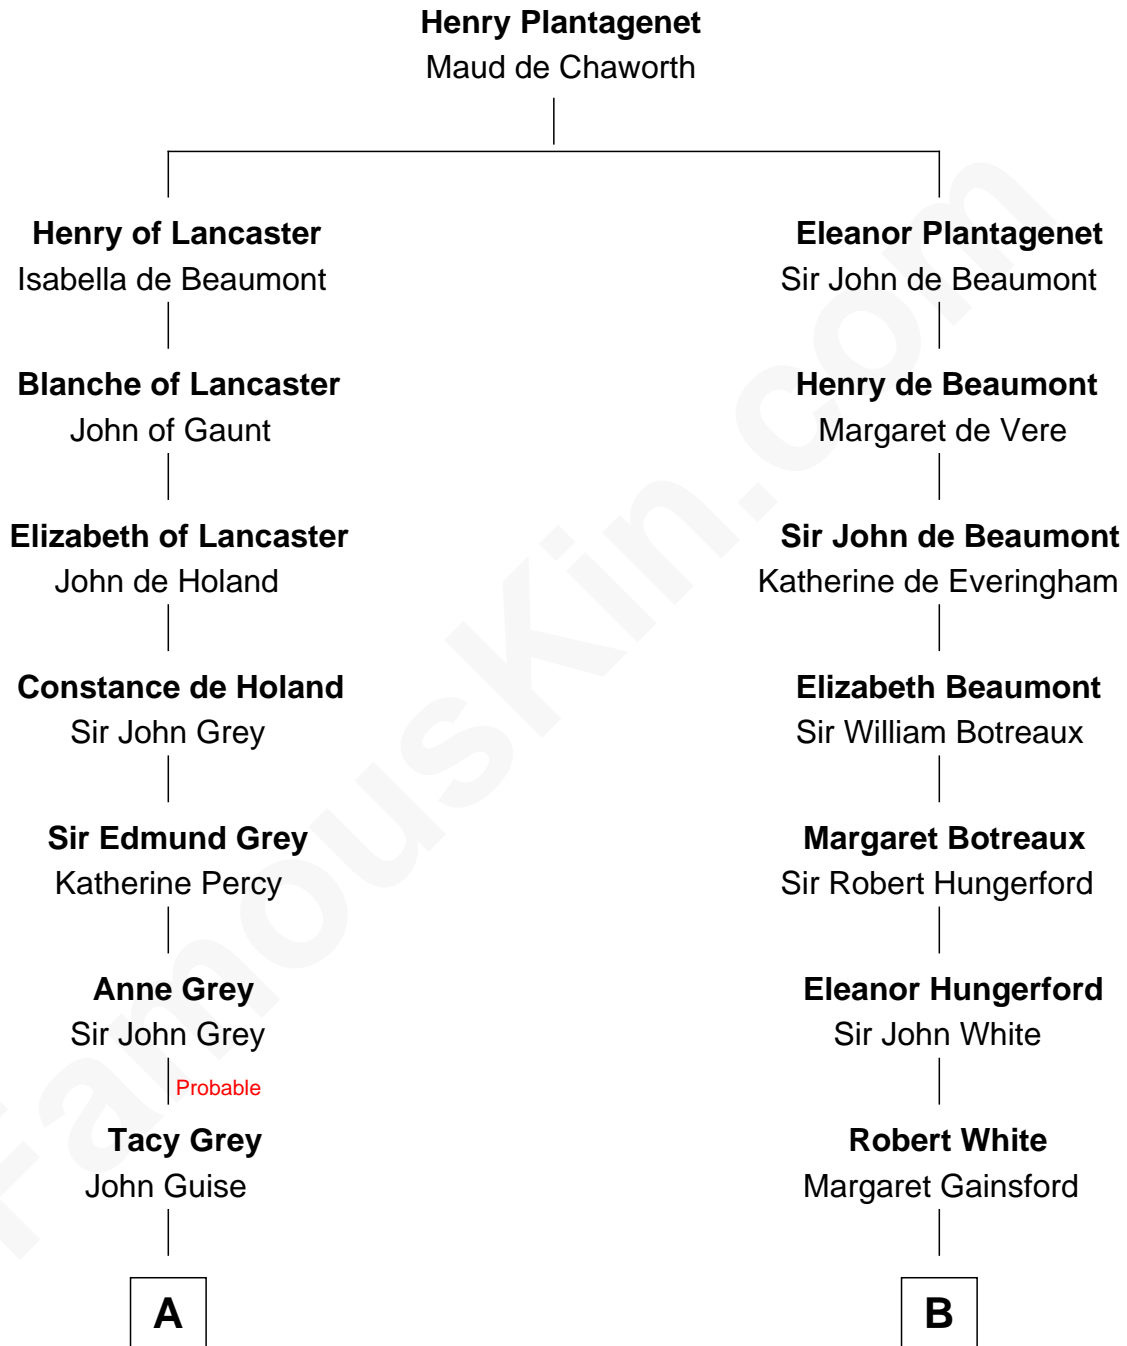 Henry Plantagenet
Maud de Chaworth
Henry of Lancaster
Isabella de Beaumont
Eleanor Plantagenet
Sir John de Beaumont
Blanche of Lancaster
John of Gaunt
Henry de Beaumont
Margaret de Vere
Elizabeth of Lancaster
John de Holand
Sir John de Beaumont
Katherine de Everingham
Constance de Holand
Sir John Grey
Elizabeth Beaumont
Sir William Botreaux
Sir Edmund Grey
Katherine Percy
Margaret Botreaux
Sir Robert Hungerford
Anne Grey
Sir John Grey
Eleanor Hungerford
Sir John White
Probable
Tacy Grey
John Guise
Robert White
Margaret Gainsford
A
B
FamousKin.com